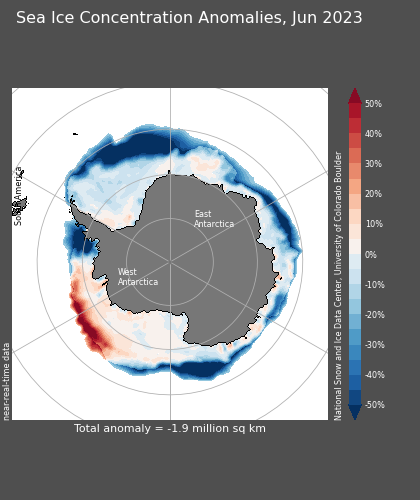 Sea Ice Concentration Anomalies, Jun 2023
South America
East
Antarctica
West
Antarctica
near-real-time data
National Snow and Ice Data Center, University of Colorado Boulder
50%
40%
30%
20%
10%
0%
-10%
-20%
-30%
-40%
-50%
Total anomaly = -1.9 million sq km